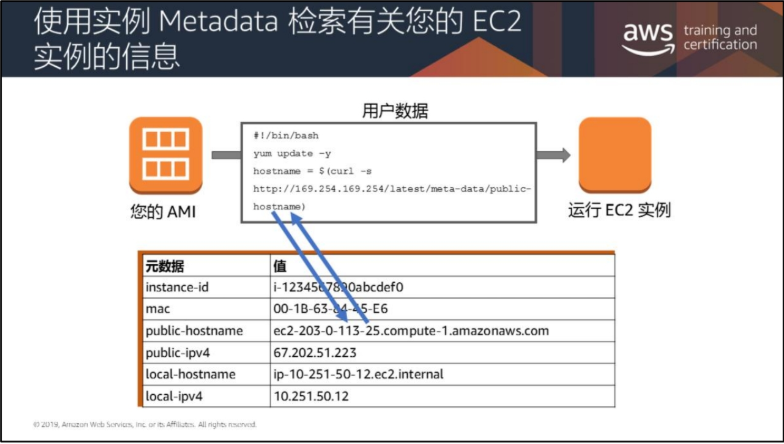 使用实例 Metadata 检索有关您的 EC2
实例的信息
aws training and
certification
用户数据
#!/bin/bash
yum update -y
hostname = $(curl -s
http://169.254.169.254/latest/meta-data/public-
hostname)
您的 AMI
运行 EC2 实例
元数据 值
instance-id i-1234567890abcdef0
mac 00-1B-63-84-45-E6
public-hostname ec2-203-0-113-25.compute-1.amazonaws.com
public-ipv4 67.202.51.223
local-hostname ip-10-251-50-12.ec2.internal
local-ipv4 10.251.50.12
© 2019, Amazon Web Services, Inc. or its Affiliates. All rights reserved.